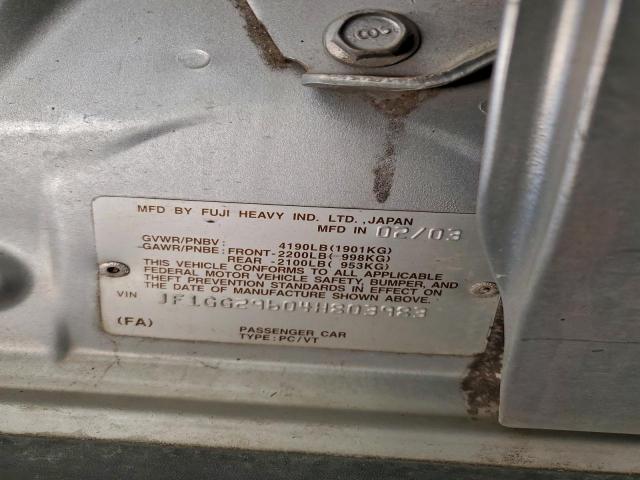 COS
MFD BY FUJI HEAVY IND. LTD., JAPAN
MFD IN 02/03
GVWR/PNBV: 4190LB(1901KG)
GAWR/PNBE: FRONT-2200LB( 998KG)
REAR -2100LB( 953KG)
THIS VEHICLE CONFORMS TO ALL APPLICABLE
FEDERAL MOTOR VEHICLE SAFETY, BUMPER, AND
THEFT PREVENTION STANDARDS IN EFFECT ON
THE DATE OF MANUFACTURE SHOWN ABOVE.
VIN JF1GG29604H803983
(FA)
PASSENGER CAR
TYPE: PC/VT